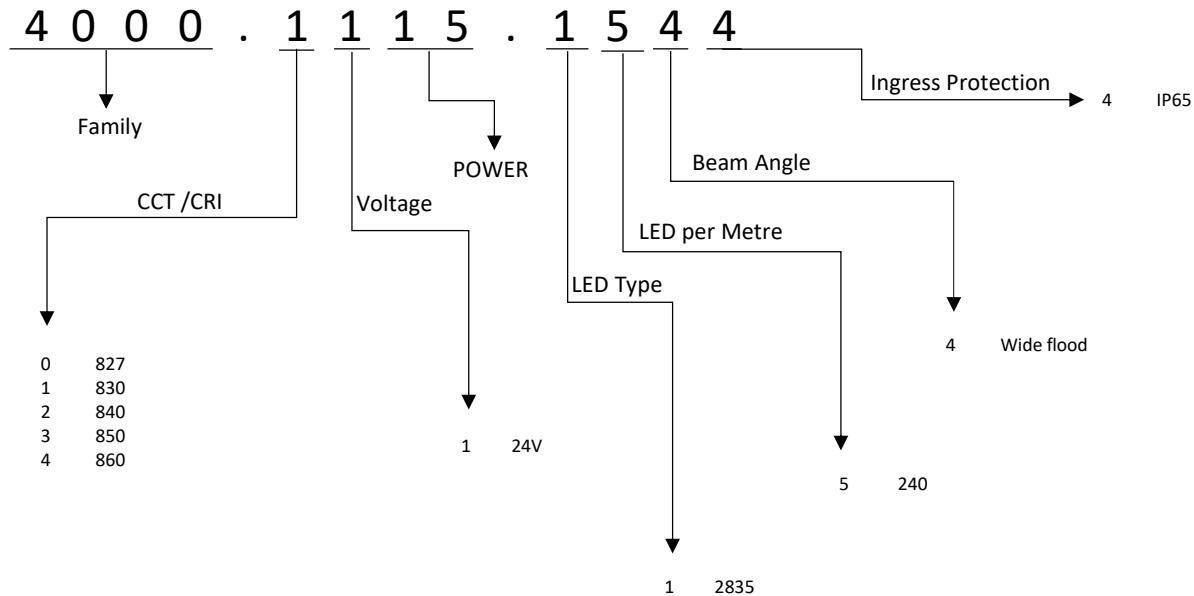 4 0 0 0 . 1 1 1 5 . 1 5 4 4
Ingress Protection
4 IP65
Family
POWER
Beam Angle
CCT /CRI
Voltage
LED per Metre
LED Type
4 Wide flood
0 827
1 830
2 840
3 850
4 860
1 24V
5 240
1 2835